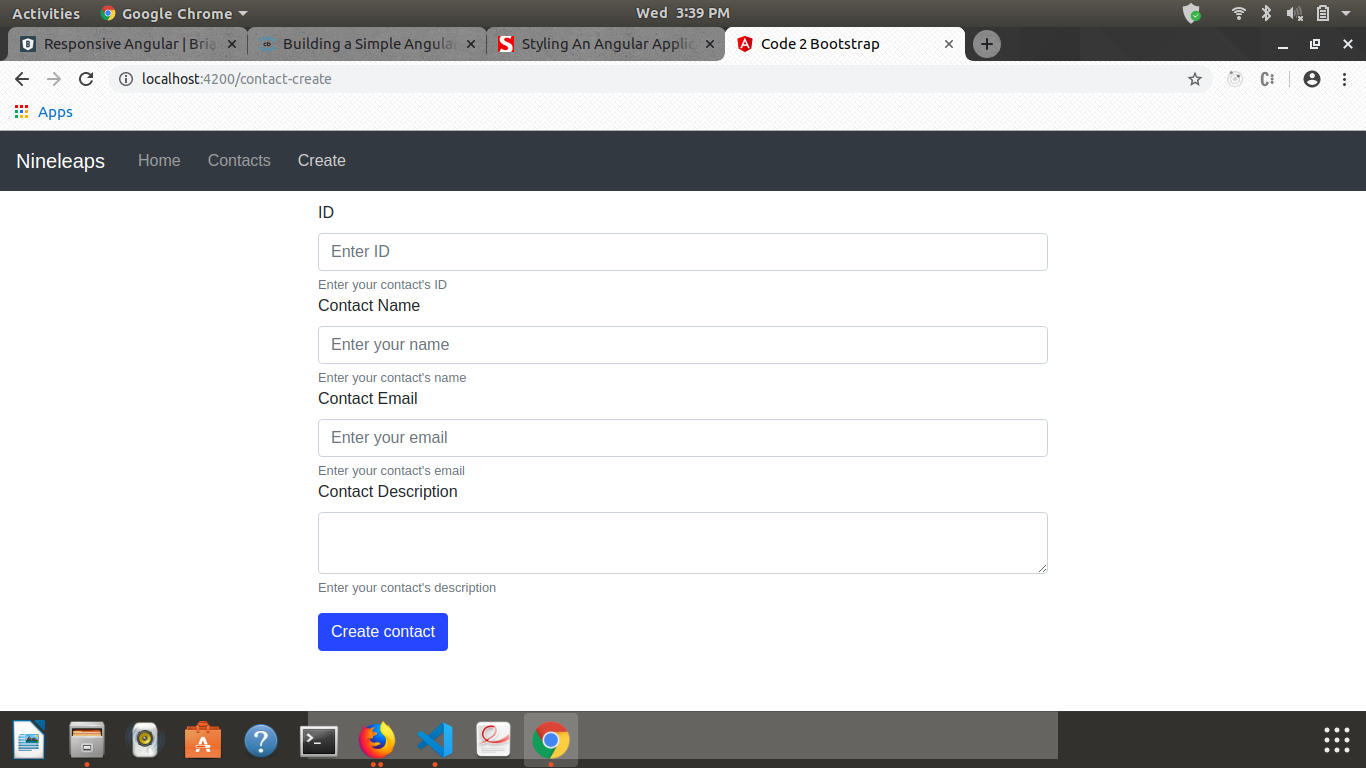 Activities Google Chrome Wed 3:39 PM
Responsive Angular | Bria Building a Simple Angula Styling An Angular Applic Code 2 Bootstrap
localhost:4200/contact-create
Apps
Nineleaps Home Contacts Create
ID
Enter ID
Enter your contact's ID
Contact Name
Enter your name
Enter your contact's name
Contact Email
Enter your email
Enter your contact's email
Contact Description
Enter your contact's description
Create contact